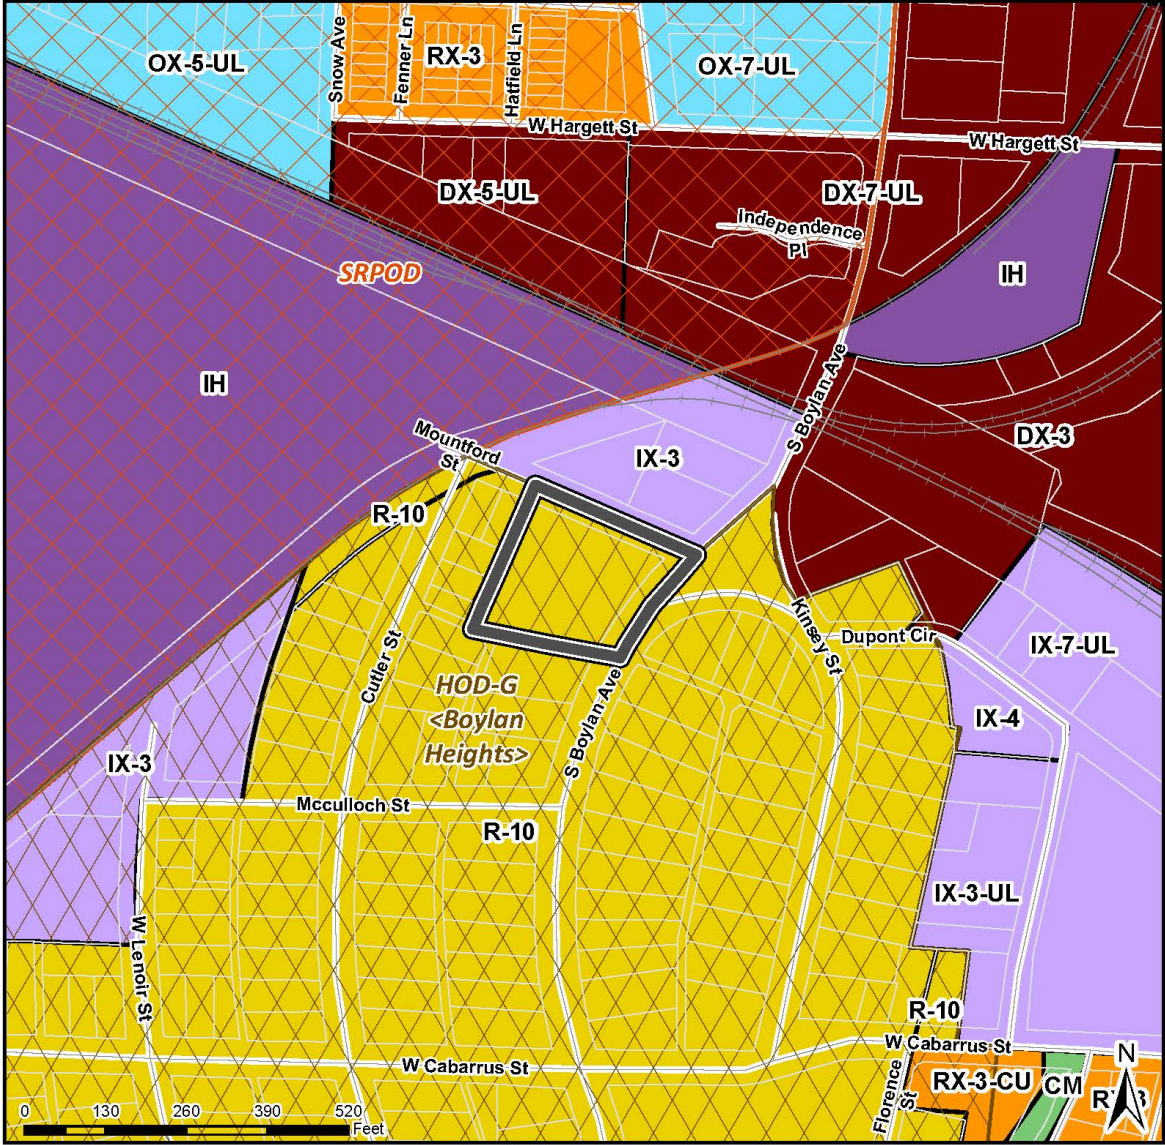 OX-5-UL
Snow Ave
Fenner Ln
RX-3
Hatfield Ln
OX-7-UL
W Hargett St
W Hargett St
DX-5-UL
DX-7-UL
Independence
Pl
SRPOD
IH
IH
S Boylan Ave
DX-3
Mountford
St
IX-3
R-10
Cutler St
Kinsey St
Dupont Cir
IX-7-UL
HOD-G
<Boylan
Heights>
S Boylan Ave
IX-4
IX-3
Mcculloch St
R-10
IX-3-UL
W Lenoir St
R-10
W Cabarrus St
W Cabarrus St
Florence
St
RX-3-CU
CM
N
0 130 260 390 520
Feet